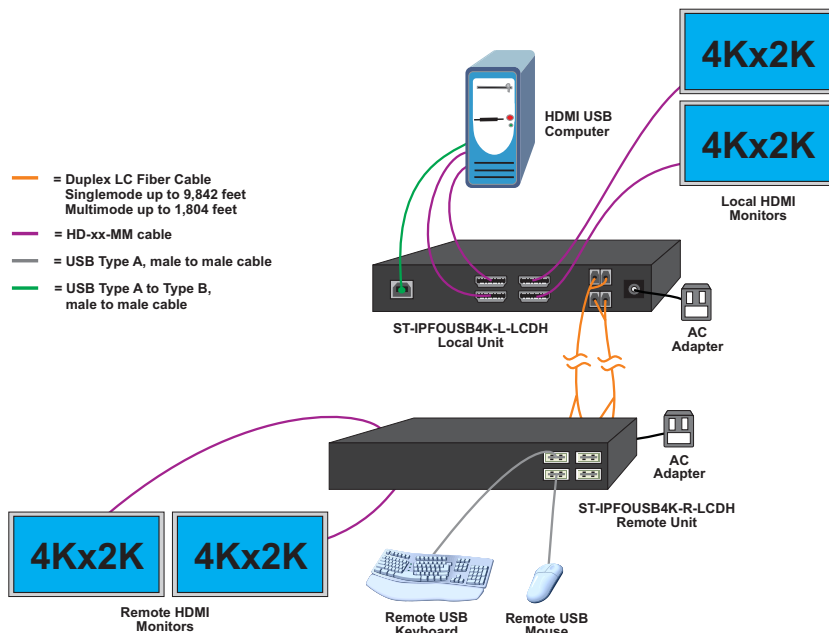 4Kx2K
4Kx2K
HDMI USB
Computer
Local HDMI
Monitors
= Duplex LC Fiber Cable
Singlemode up to 9,842 feet
Multimode up to 1,804 feet
= HD-xx-MM cable
= USB Type A, male to male cable
= USB Type A to Type B,
male to male cable
ST-IPFOUSB4K-L-LCDH
Local Unit
AC
Adapter
AC
Adapter
ST-IPFOUSB4K-R-LCDH
Remote Unit
4Kx2K
4Kx2K
Remote HDMI
Monitors
Remote USB
Keyboard
Remote USB
Mouse